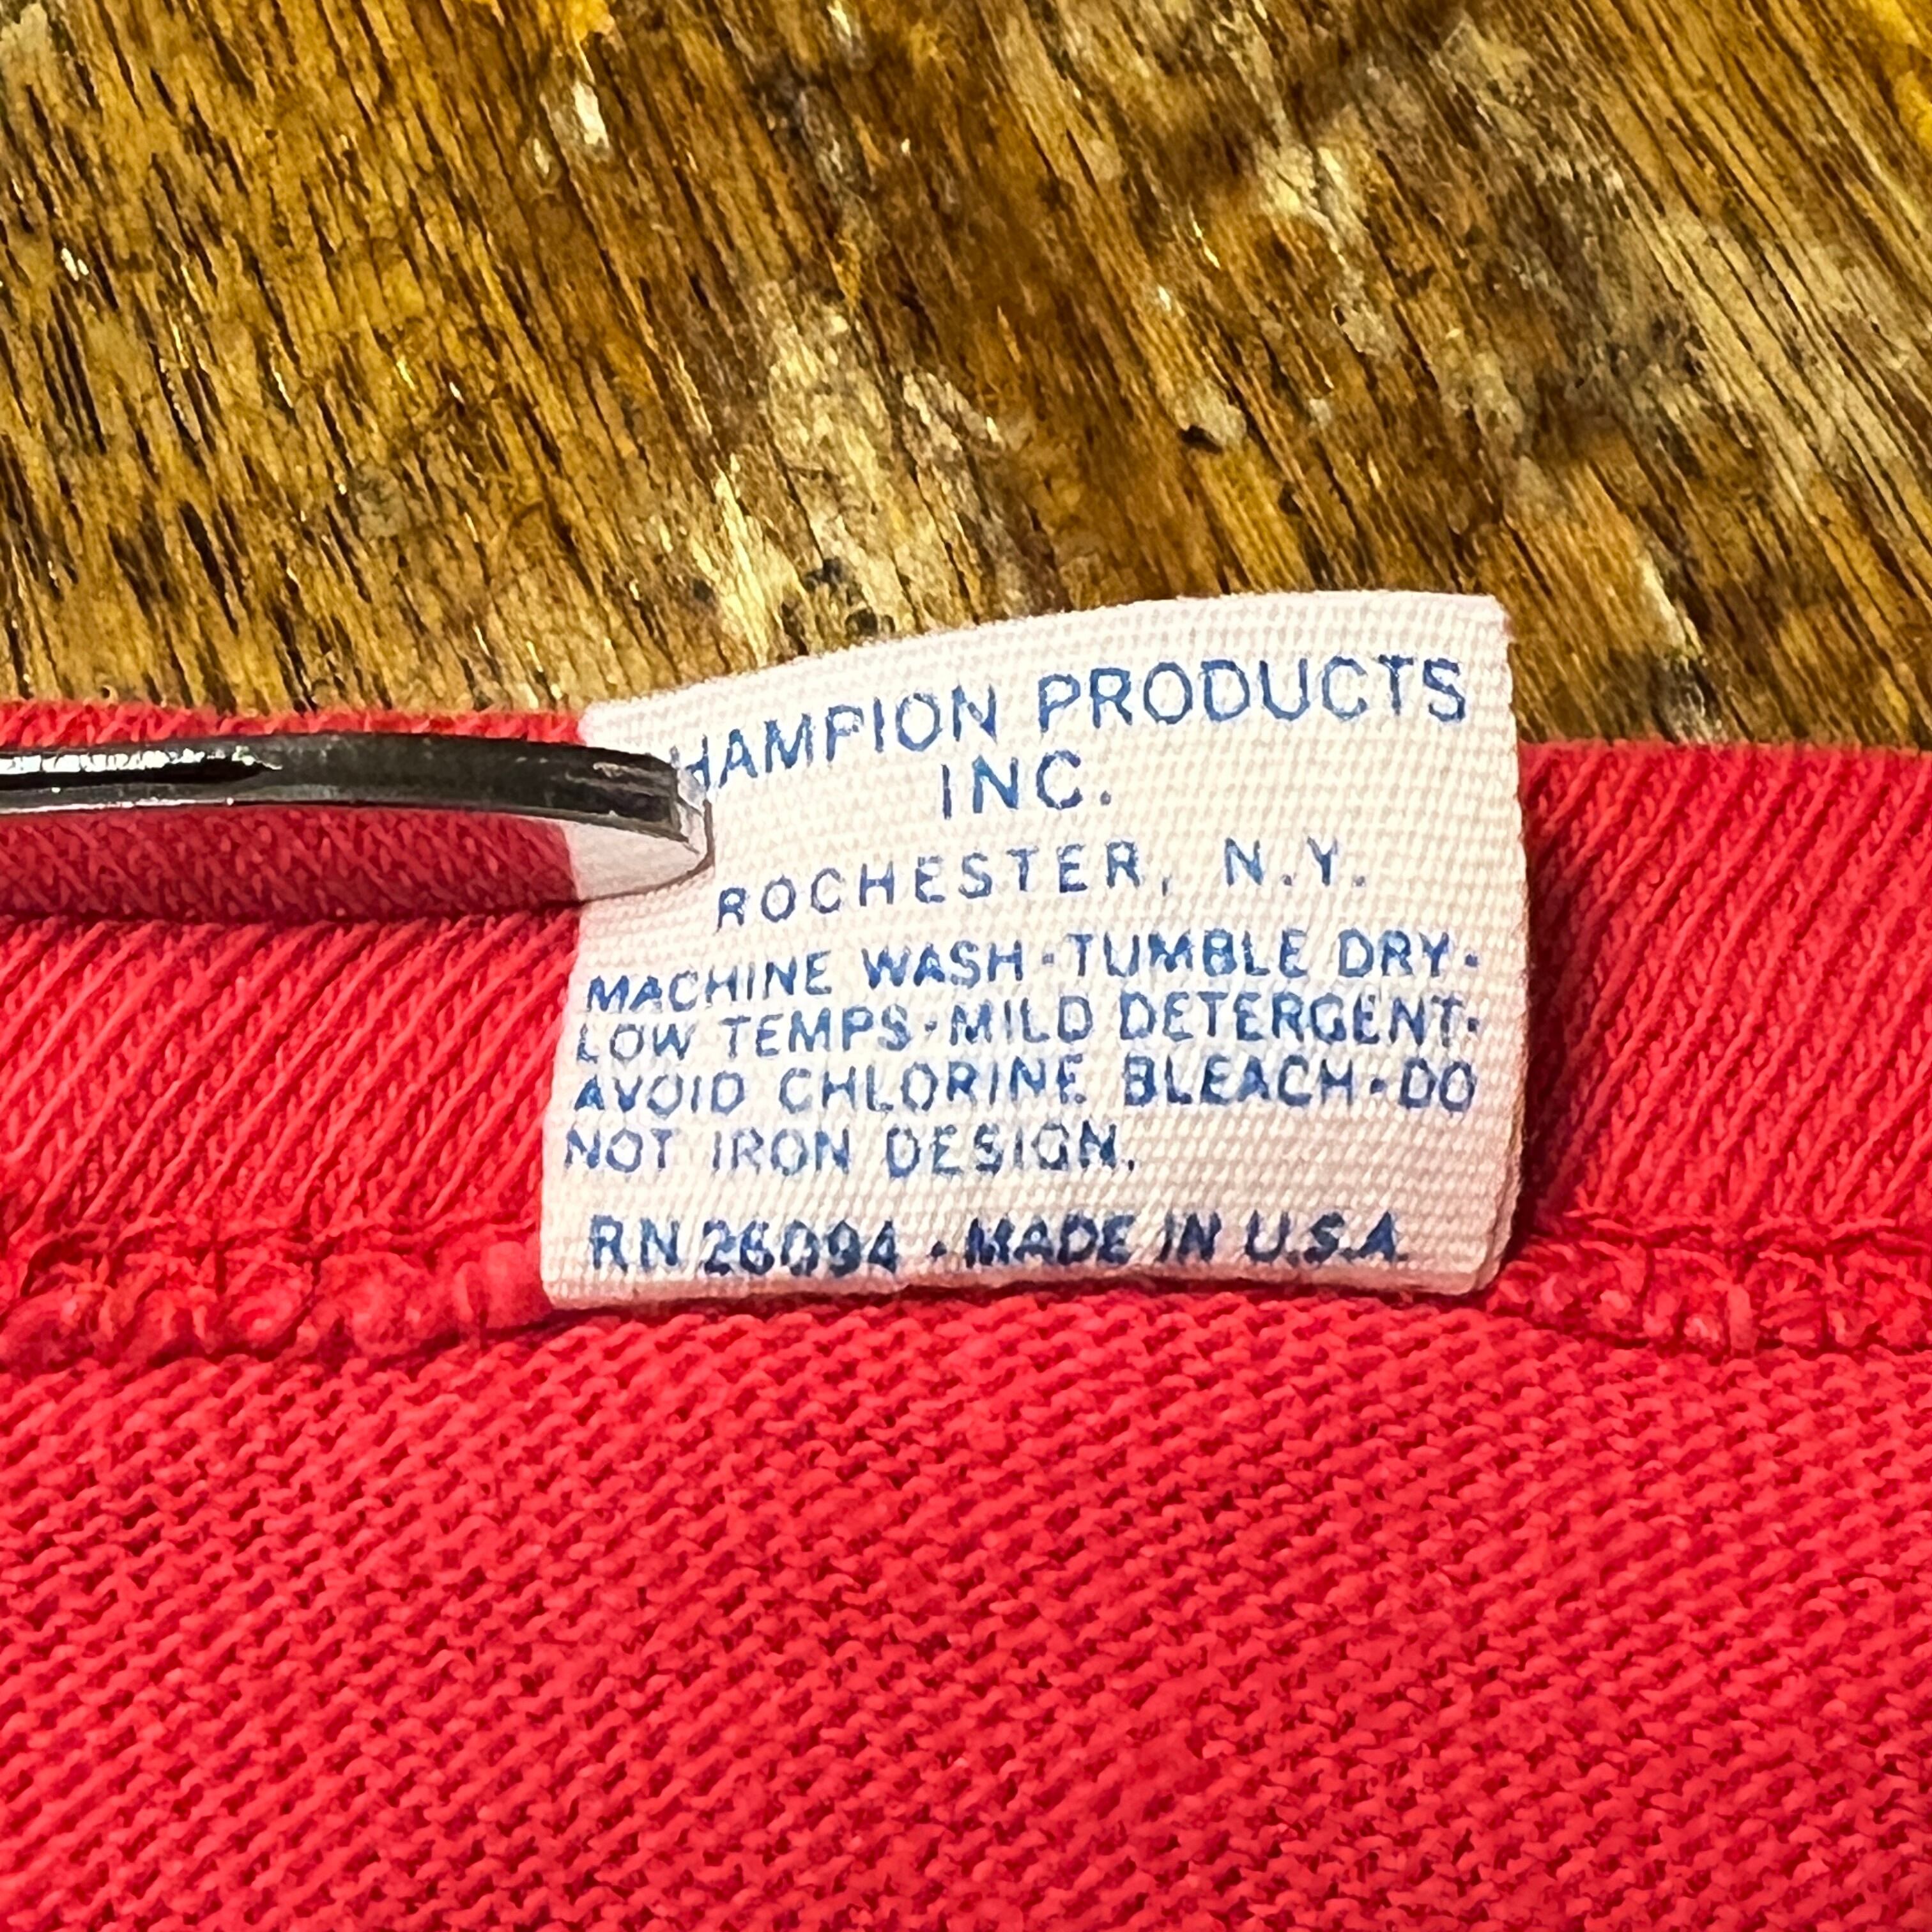 HAMPION PRODUCTS
INC.
ROCHESTER, N.Y.
MACHINE WASH·TUMBLE DRY·
LOW TEMPS·MILD DETERGENT·
AVOID CHLORINE BLEACH·DO
NOT IRON DESIGN.
RN 26094 · MADE IN U.S.A.